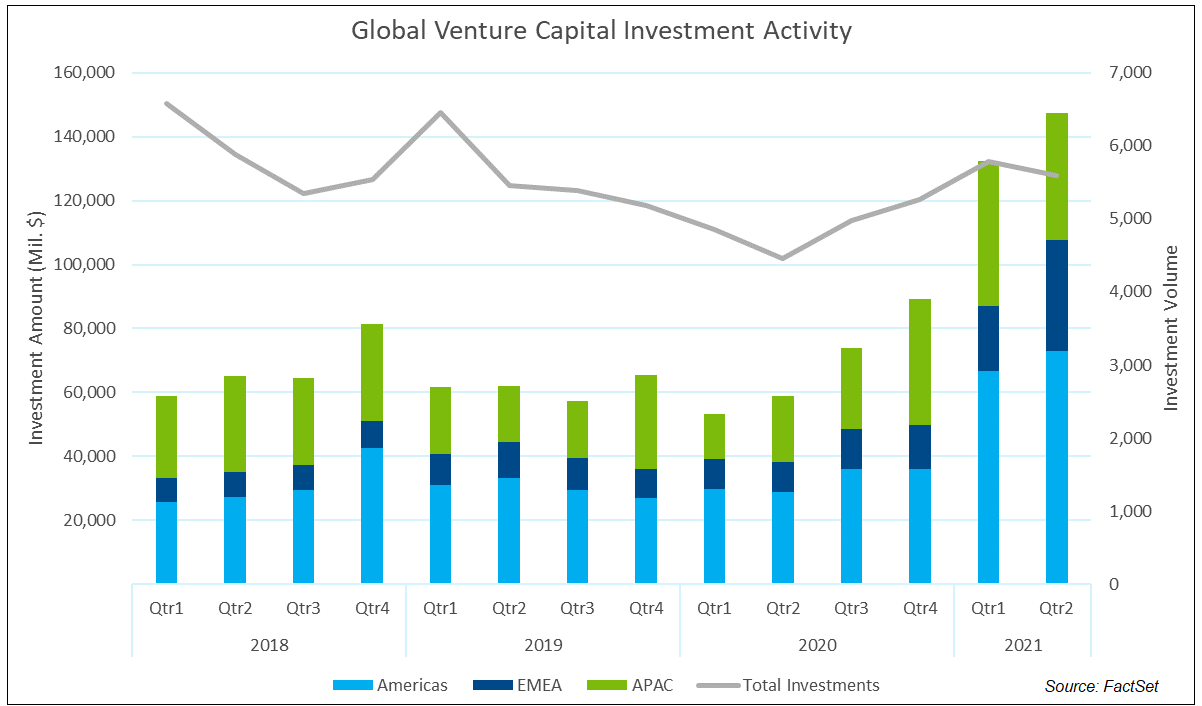 Global Venture Capital Investment Activity
160,000
140,000
120,000
100,000
80,000
60,000
40,000
20,000
Investment Amount (Mil. $)
7,000
6,000
5,000
4,000
3,000
2,000
1,000
0
Investment Volume
Qtr1 Qtr2 Qtr3 Qtr4 Qtr1 Qtr2 Qtr3 Qtr4 Qtr1 Qtr2 Qtr3 Qtr4 Qtr1 Qtr2
2018 2019 2020 2021
Americas EMEA APAC Total Investments
Source: FactSet